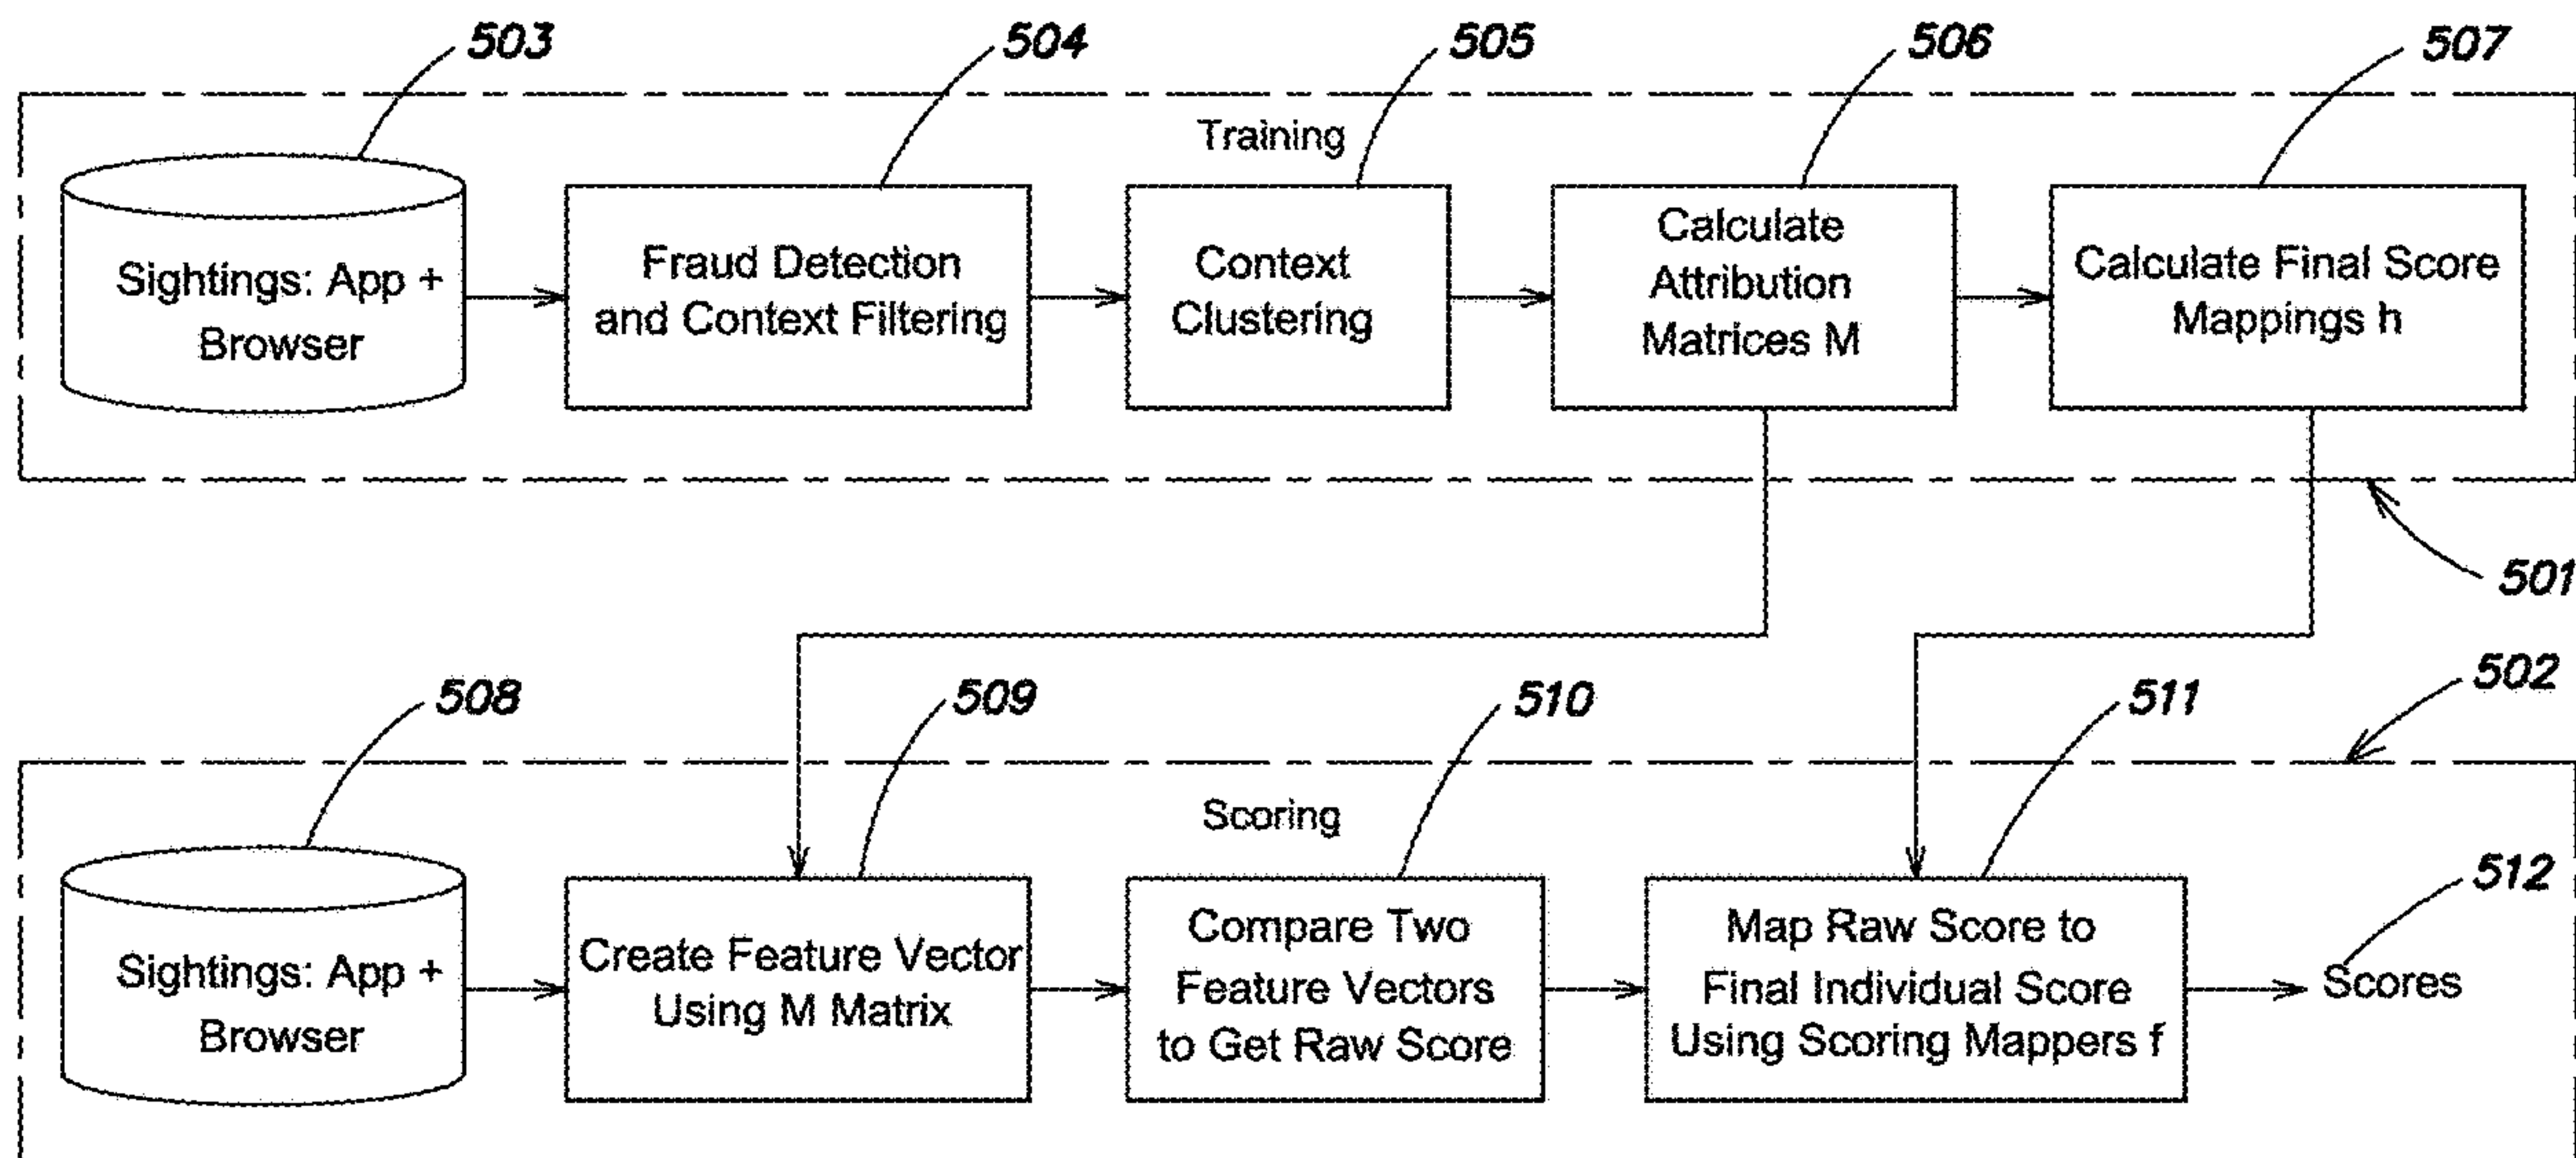 503
504
505
506
507
Training
Sightings: App +
Browser
Fraud Detection
and Context Filtering
Context
Clustering
Calculate
Attribution
Matrices M
Calculate Final Score
Mappings h
501
502
508
509
510
511
Scoring
512
Sightings: App +
Browser
Create Feature Vector
Using M Matrix
Compare Two
Feature Vectors
to Get Raw Score
Map Raw Score to
Final Individual Score
Using Scoring Mappers f
Scores